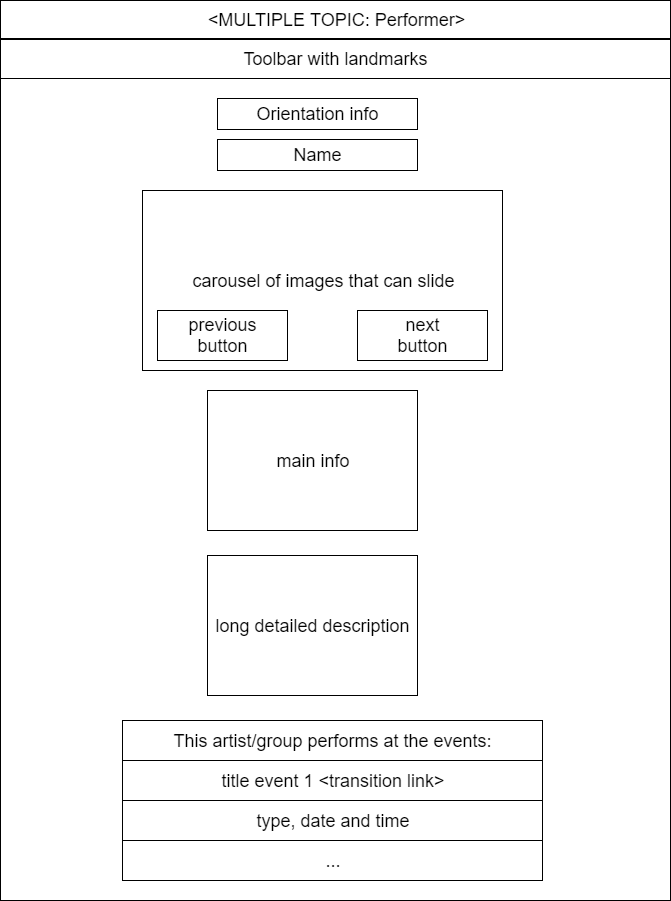 <MULTIPLE TOPIC: Performer>
Toolbar with landmarks
Orientation info
Name
carousel of images that can slide
previous
button
next
button
main info
long detailed description
This artist/group performs at the events:
title event 1 <transition link>
type, date and time
...